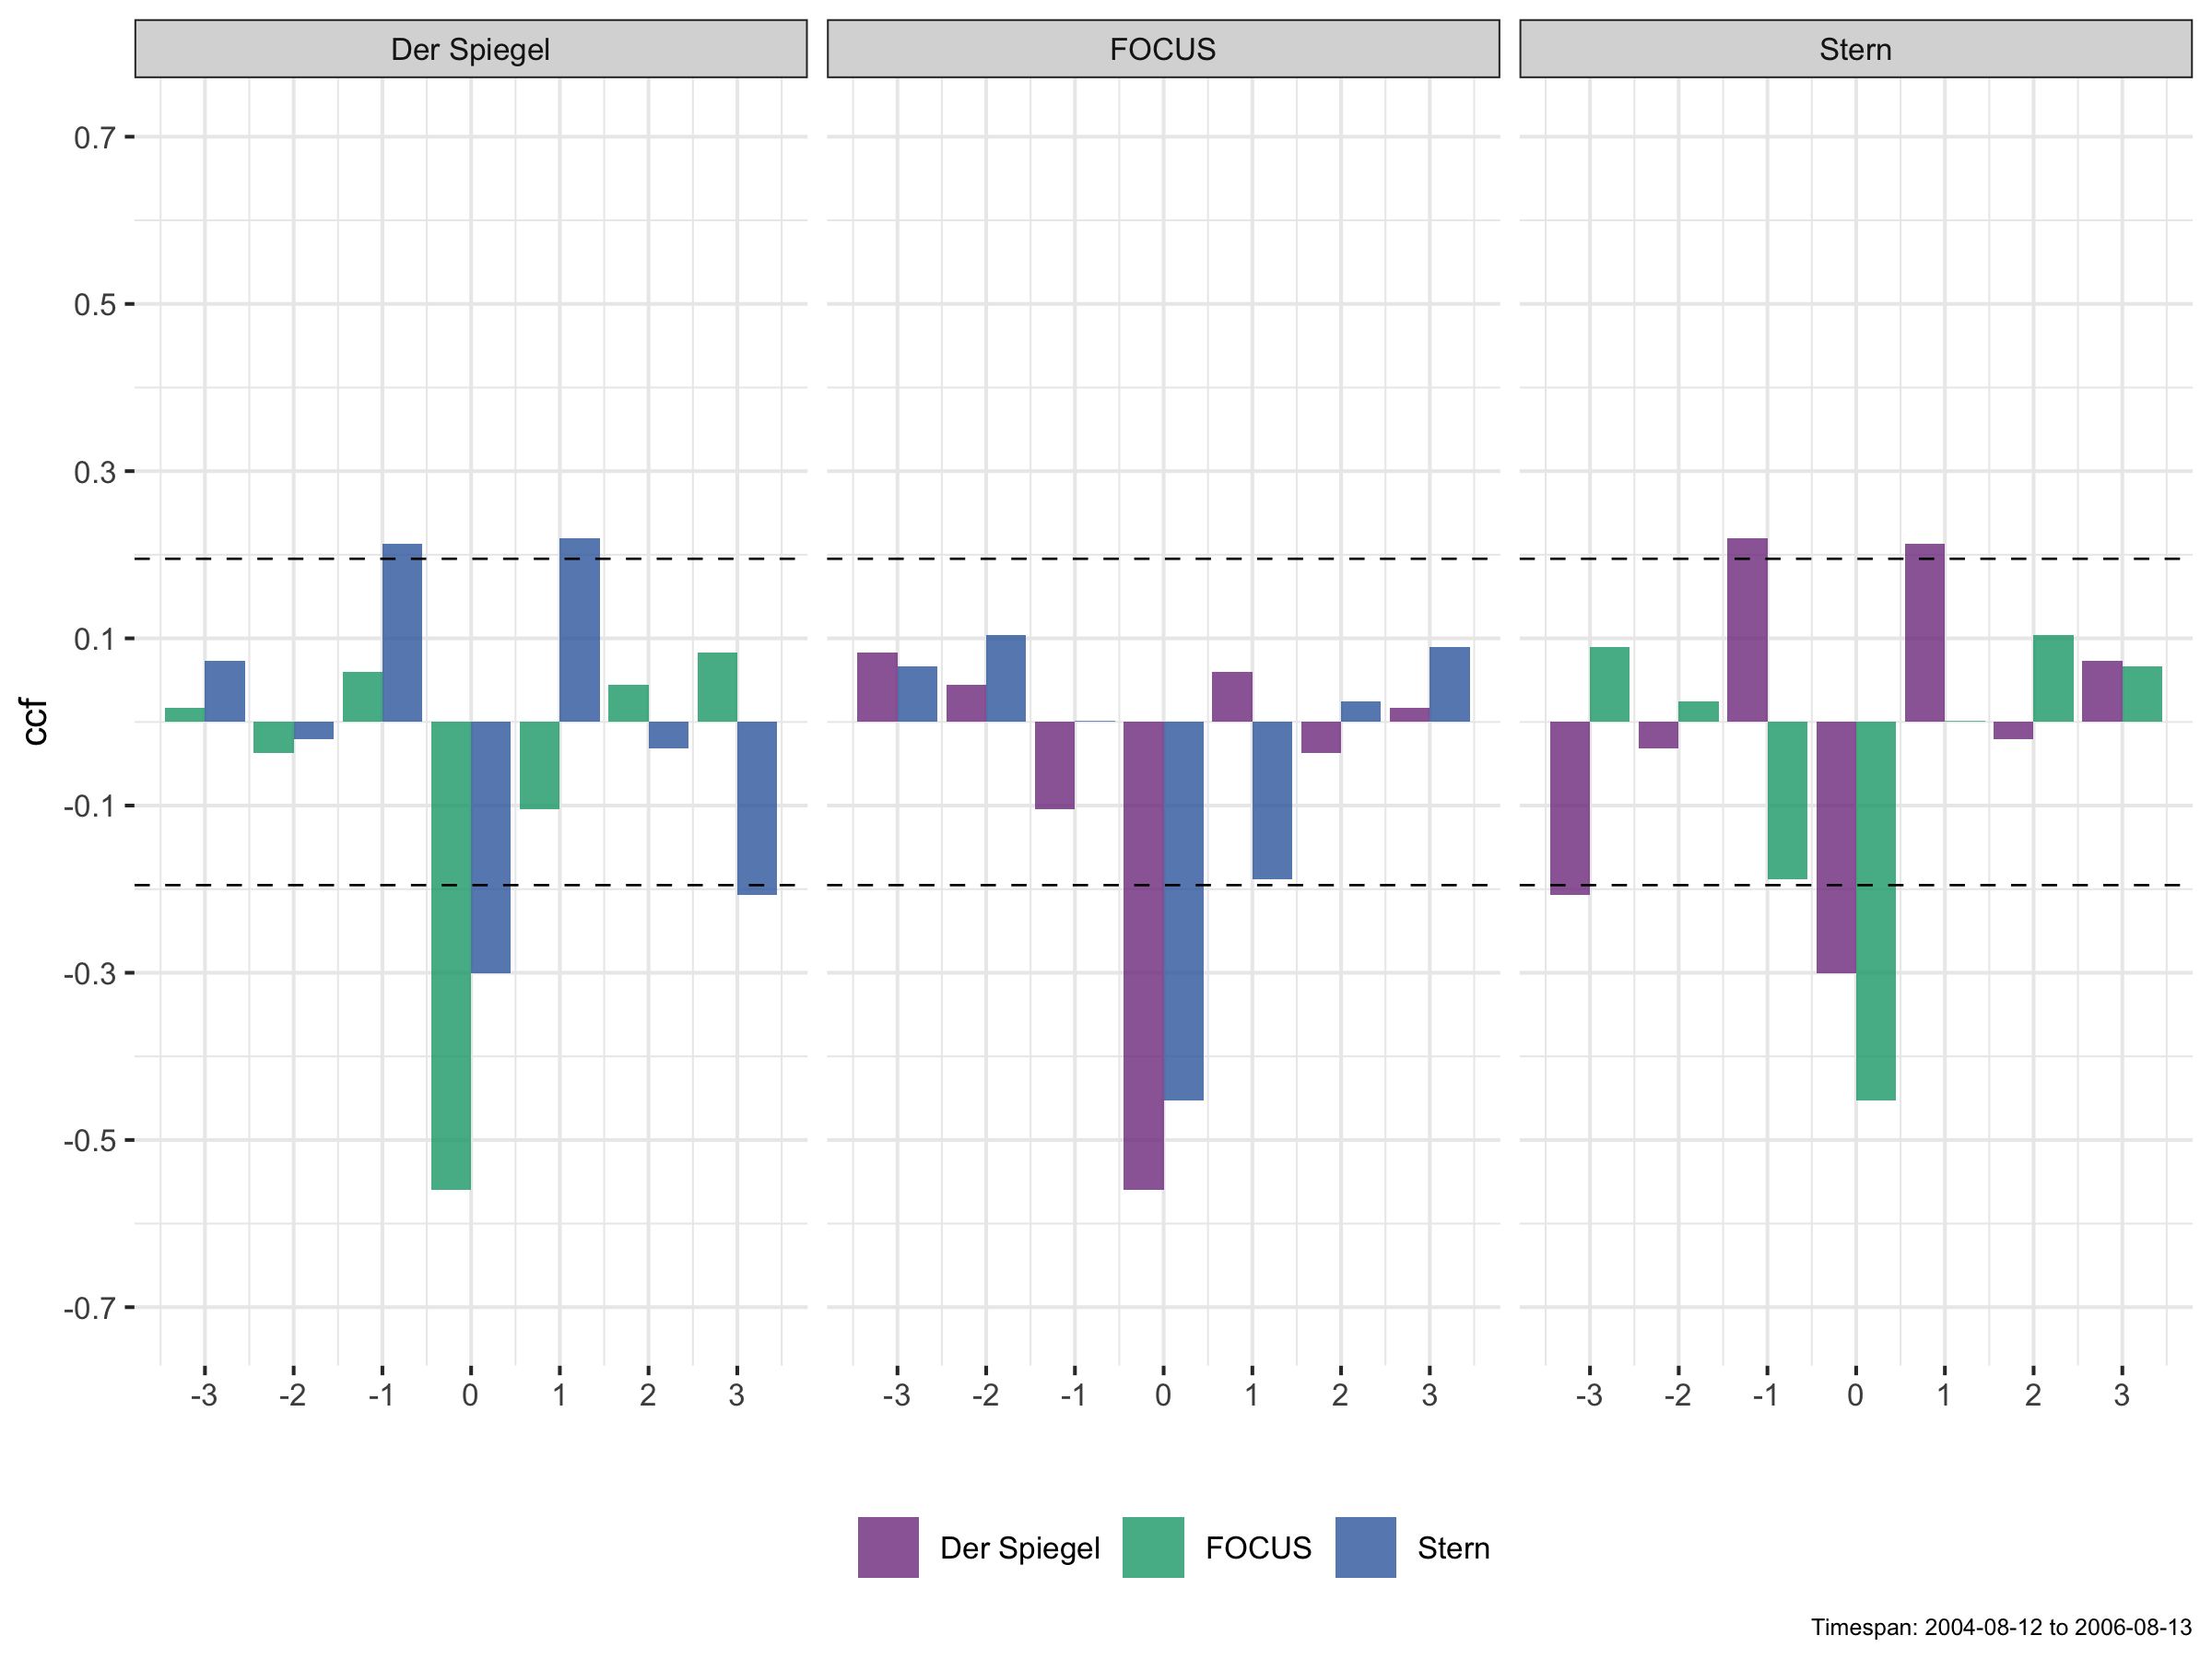 Der Spiegel FOCUS Stern
0.7
0.5
0.3
0.1
-0.1
-0.3
-0.5
-0.7
ccf
-3 -2 -1 0 1 2 3 -3 -2 -1 0 1 2 3 -3 -2 -1 0 1 2 3
Der Spiegel FOCUS Stern
Timespan: 2004-08-12 to 2006-08-13